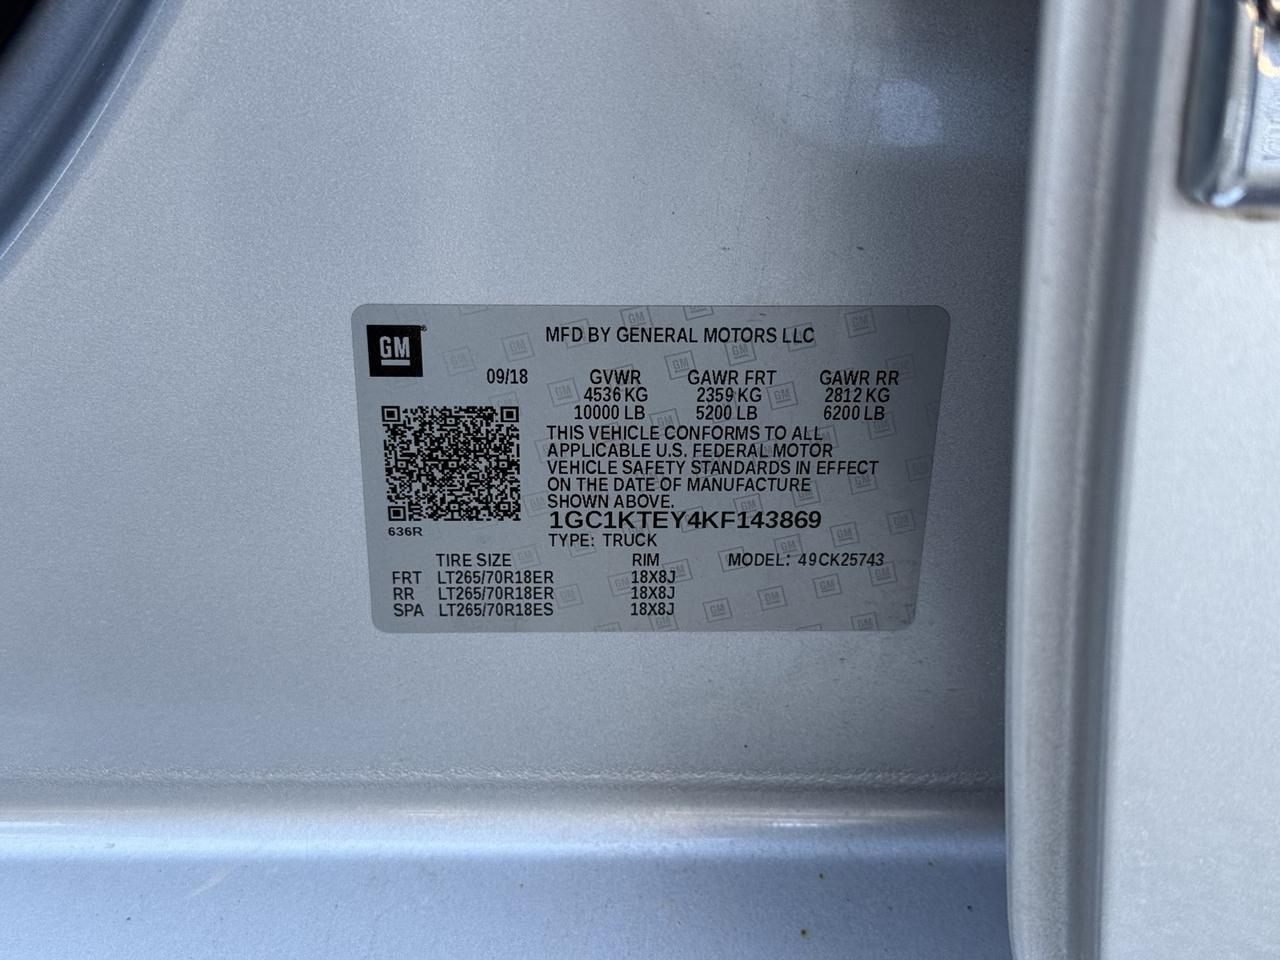 GM
MFD BY GENERAL MOTORS LLC
09/18 GVWR GAWR FRT GAWR RR
4536 KG 2359 KG 2812 KG
10000 LB 5200 LB 6200 LB
THIS VEHICLE CONFORMS TO ALL
APPLICABLE U.S. FEDERAL MOTOR
VEHICLE SAFETY STANDARDS IN EFFECT
ON THE DATE OF MANUFACTURE
SHOWN ABOVE.
636R
1GC1KTEY4KF143869
TYPE: TRUCK
TIRE SIZE RIM MODEL: 49CK25743
FRT LT265/70R18ER 18X8J
RR LT265/70R18ER 18X8J
SPA LT265/70R18ES 18X8J